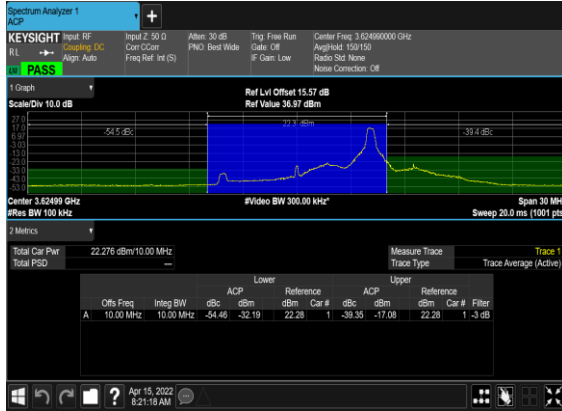 Spectrum Analyzer 1
ACP
+
KEYSIGHT Input: RF Input Z: 50 Ω Atten: 30 dB Trig: Free Run Center Freq: 3.624990000 GHz
RL Coupling: DC Corr CCorr PNO: Best Wide Gate: Off Avg|Hold: 150/150
Align: Auto Freq Ref: Int (S) IF Gain: Low Radio Std: None
PASS Noise Correction: Off
1 Graph Ref Lvl Offset 15.57 dB
Scale/Div 10.0 dB Ref Value 36.97 dBm
27.0
17.0 -54.5 dBc 22.3 dBm -39.4 dBc
6.97
-3.03
-13.0
-23.0
-33.0
-43.0
-53.0
Center 3.62499 GHz #Video BW 300.00 kHz* Span 30 MH
#Res BW 100 kHz Sweep 20.0 ms (1001 pts
2 Metrics
Total Car Pwr 22.276 dBm/10.00 MHz Measure Trace Trace 1
Total PSD --- Trace Type Trace Average (Active)
Lower Upper
ACP Reference ACP Reference
Offs Freq Integ BW dBc dBm dBm Car # dBc dBm dBm Car # Filter
A 10.00 MHz 10.00 MHz -54.46 -32.19 22.28 1 -39.35 -17.08 22.28 1 -3 dB
? Apr 15, 2022
8:21:18 AM